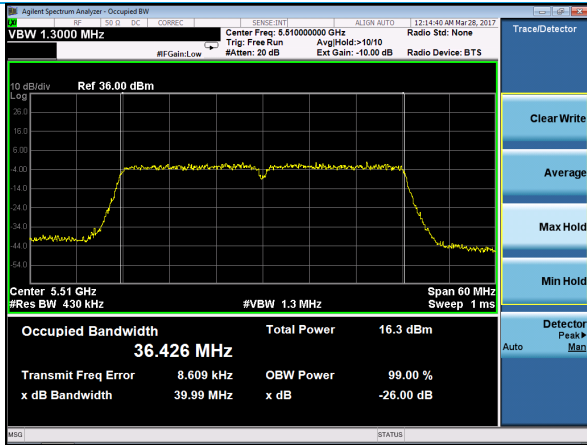 Agilent Spectrum Analyzer - Occupied BW
RF 50 Ω DC CORREC SENSE:INT ALIGN AUTO 12:14:40 AM Mar 28, 2017
VBW 1.3000 MHz Center Freq: 5.510000000 GHz Radio Std: None Trace/Detector
Trig: Free Run Avg|Hold:>10/10
#IFGain:Low #Atten: 20 dB Ext Gain: -10.00 dB Radio Device: BTS
10 dB/div Ref 36.00 dBm
Log
26.0
16.0
6.00
-4.00
-14.0
-24.0
-34.0
-44.0
-54.0
Center 5.51 GHz Span 60 MHz
#Res BW 430 kHz #VBW 1.3 MHz Sweep 1 ms
Occupied Bandwidth Total Power 16.3 dBm
36.426 MHz
Transmit Freq Error 8.609 kHz OBW Power 99.00 %
x dB Bandwidth 39.99 MHz x dB -26.00 dB
Clear Write
Average
Max Hold
Min Hold
Detector
Peak▶
Auto Man
MSG STATUS